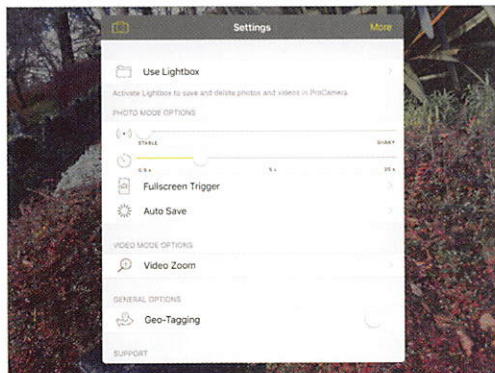 Settings
More
Use Lightbox
Activate Lightbox to save and delete photos and videos in ProCamera.
PHOTO MODE OPTIONS
STABLE SHAKY
0.5 s 5 s 25 s
Fullscreen Trigger
Auto Save
VIDEO MODE OPTIONS
Video Zoom
GENERAL OPTIONS
Geo-Tagging
SUPPORT